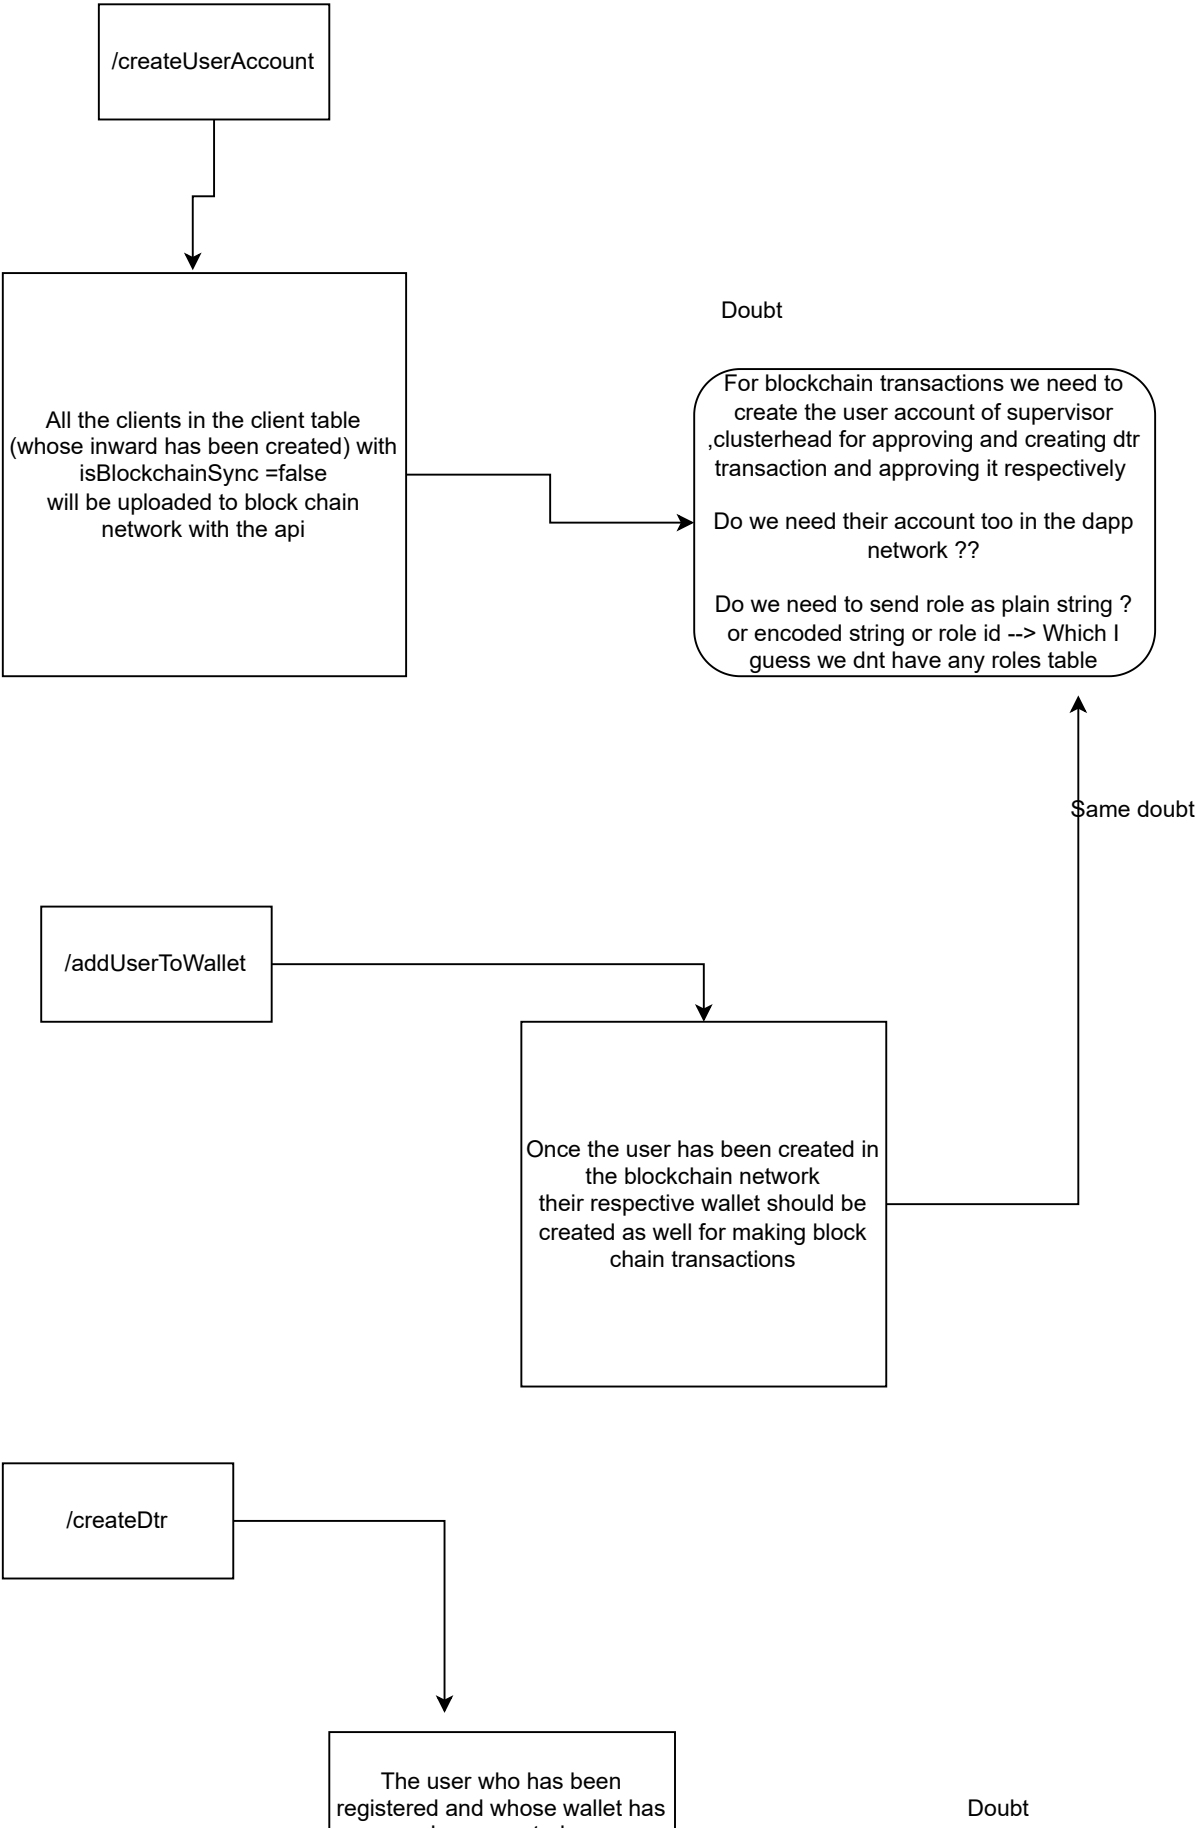 /createUserAccount
All the clients in the client table
(whose inward has been created) with
isBlockchainSync =false
will be uploaded to block chain
network with the api
Doubt
For blockchain transactions we need to
create the user account of supervisor
,clusterhead for approving and creating dtr
transaction and approving it respectively
Do we need their account too in the dapp
network ??
Do we need to send role as plain string ?
or encoded string or role id --> Which I
guess we dnt have any roles table
Same doubt
/addUserToWallet
Once the user has been created in
the blockchain network
their respective wallet should be
created as well for making block
chain transactions
/createDtr
The user who has been
registered and whose wallet has
Doubt